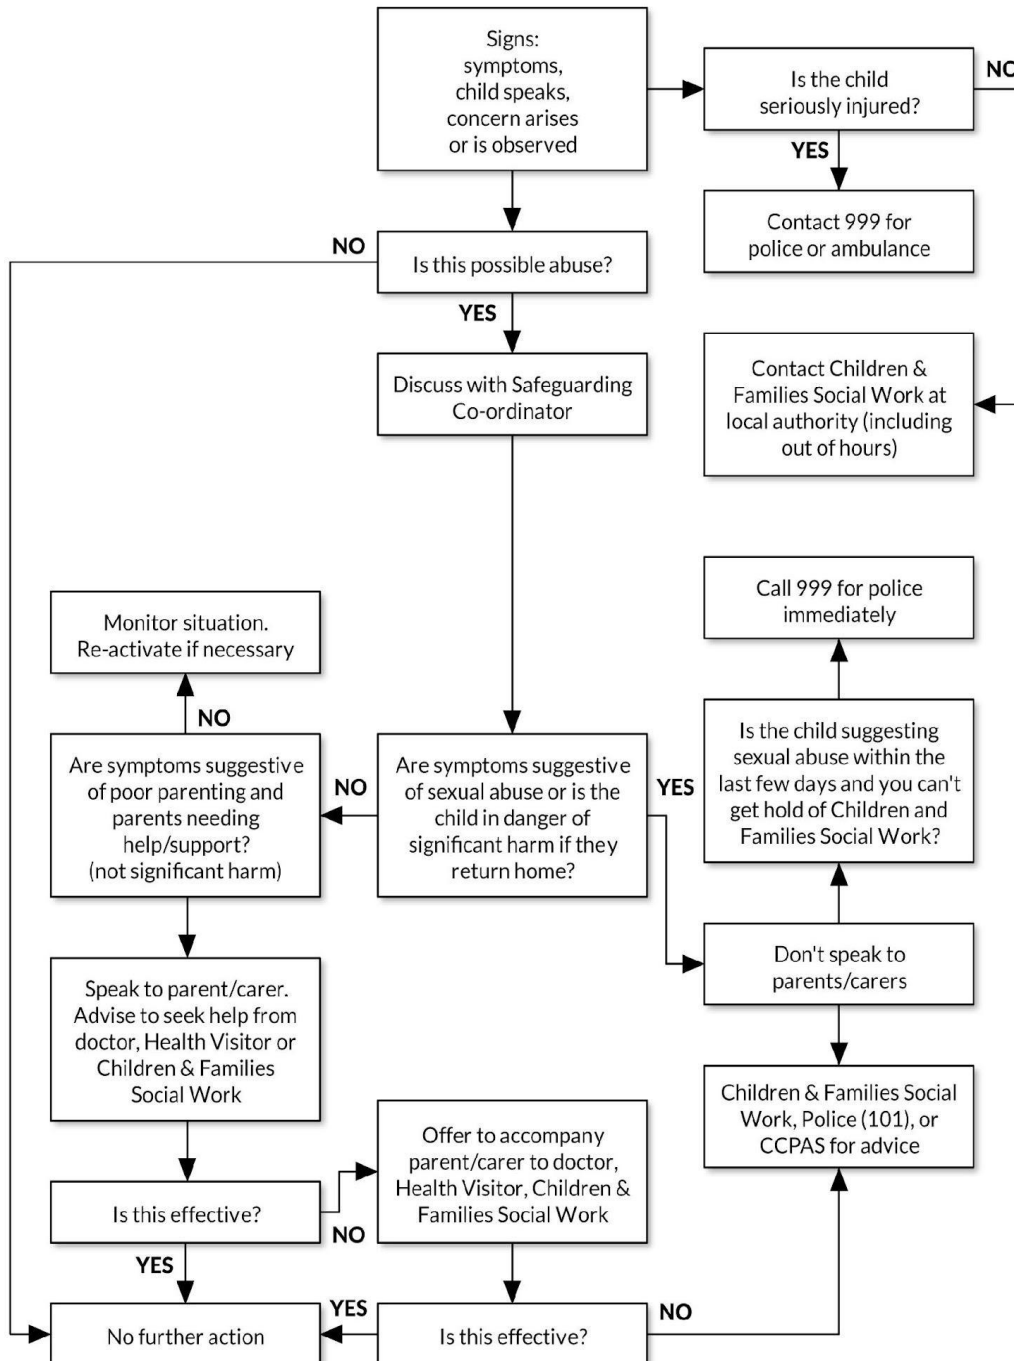 Signs:
symptoms,
child speaks,
concern arises
or is observed
Is the child
seriously injured?
NO
YES
Contact 999 for
police or ambulance
NO
Is this possible abuse?
YES
Discuss with Safeguarding
Co-ordinator
Contact Children &
Families Social Work at
local authority (including
out of hours)
Call 999 for police
immediately
Monitor situation.
Re-activate if necessary
NO
Are symptoms suggestive
of poor parenting and
parents needing
help/support?
(not significant harm)
NO
Are symptoms suggestive
of sexual abuse or is the
child in danger of
significant harm if they
return home?
YES
Is the child suggesting
sexual abuse within the
last few days and you can't
get hold of Children and
Families Social Work?
Don't speak to
parents/carers
Speak to parent/carer.
Advise to seek help from
doctor, Health Visitor or
Children & Families
Social Work
Children & Families Social
Work, Police (101), or
CCPAS for advice
Offer to accompany
parent/carer to doctor,
Health Visitor, Children &
Families Social Work
Is this effective?
NO
YES
No further action
YES
Is this effective?
NO